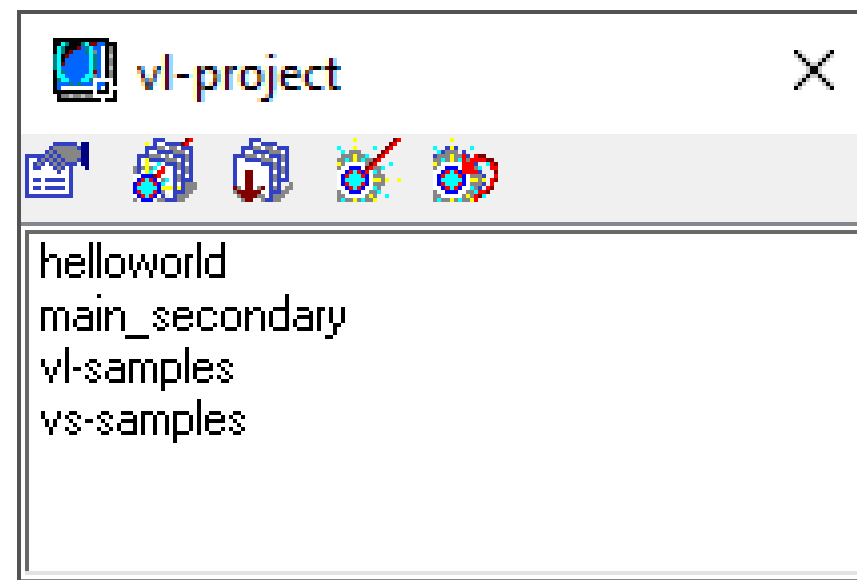 vl-project
helloworld
main_secondary
vl-samples
vs-samples